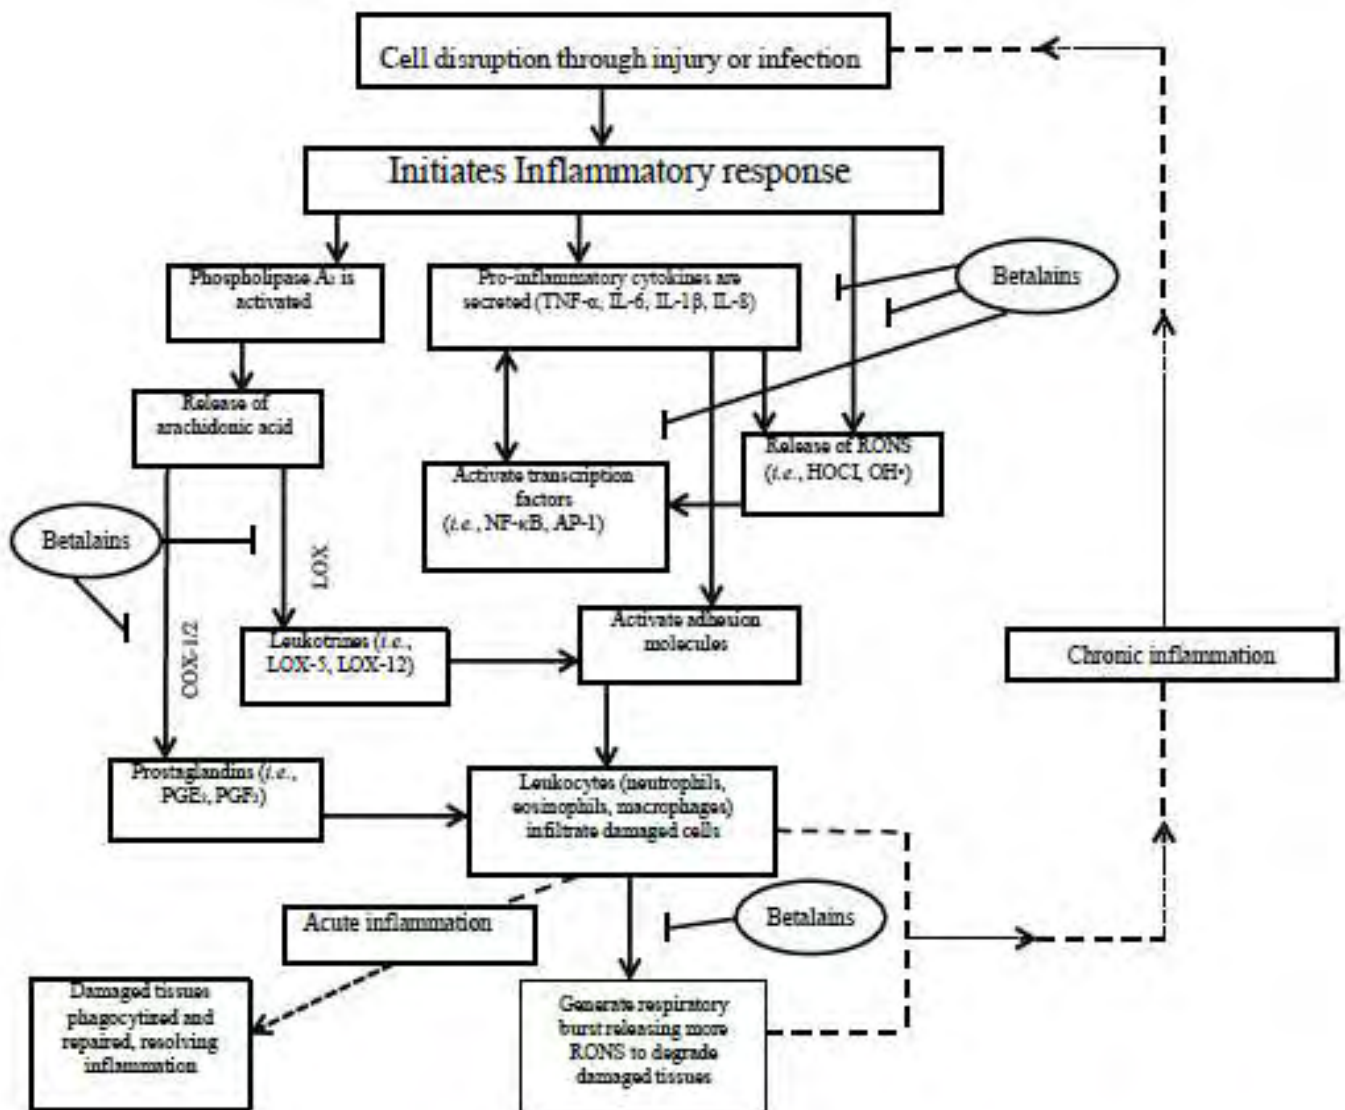 Cell disruption through injury or infection
Initiates Inflammatory response
Phospholipase A₂ is
activated
Pro-inflammatory cytokines are
secreted (TNF-α, IL-6, IL-1β, IL-8)
Betalains
Release of
arachidonic acid
Activate transcription
factors
(i.e., NF-κB, AP-1)
Release of RONS
(i.e., HOCl, OH•)
Betalains
LOX
COX-1/2
Leukotrines (i.e.,
LOX-5, LOX-12)
Activate adhesion
molecules
Chronic inflammation
Prostaglandins (i.e.,
Leukocytes (neutrophils,
eosinophils, macrophages)
infiltrate damaged cells
Acute inflammation
Betalains
Damaged tissues
phagocytized and
repaired, resolving
inflammation
Generate respiratory
burst releasing more
RONS to degrade
damaged tissues